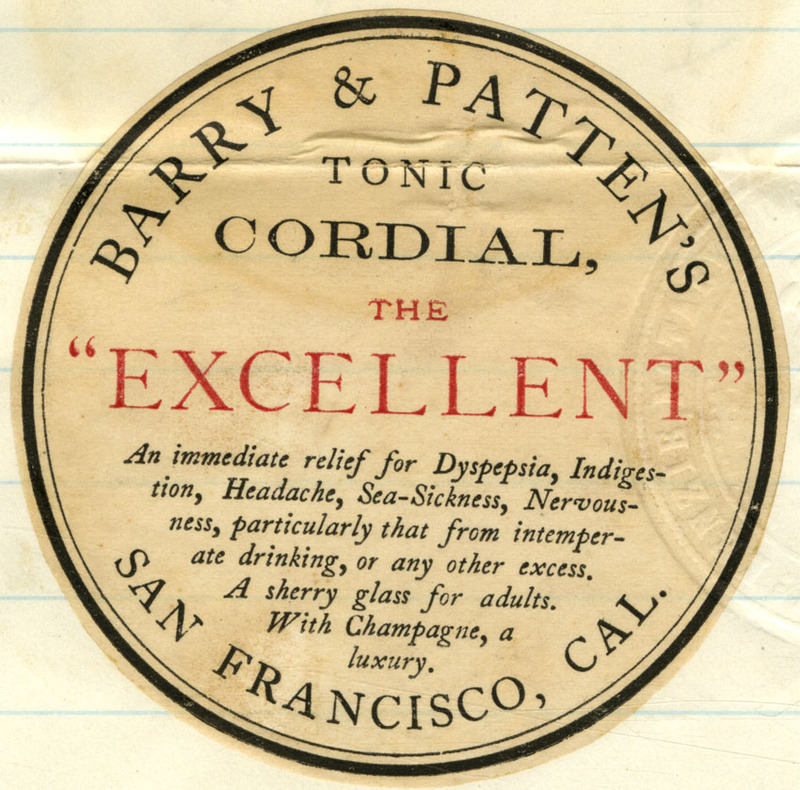 BARRY & PATTEN'S
TONIC
CORDIAL,
THE
"EXCELLENT"
An immediate relief for Dyspepsia, Indiges-
tion, Headache, Sea-Sickness, Nervous-
ness, particularly that from intemper-
ate drinking, or any other excess.
A sherry glass for adults.
With Champagne, a
luxury.
SAN FRANCISCO, CAL.